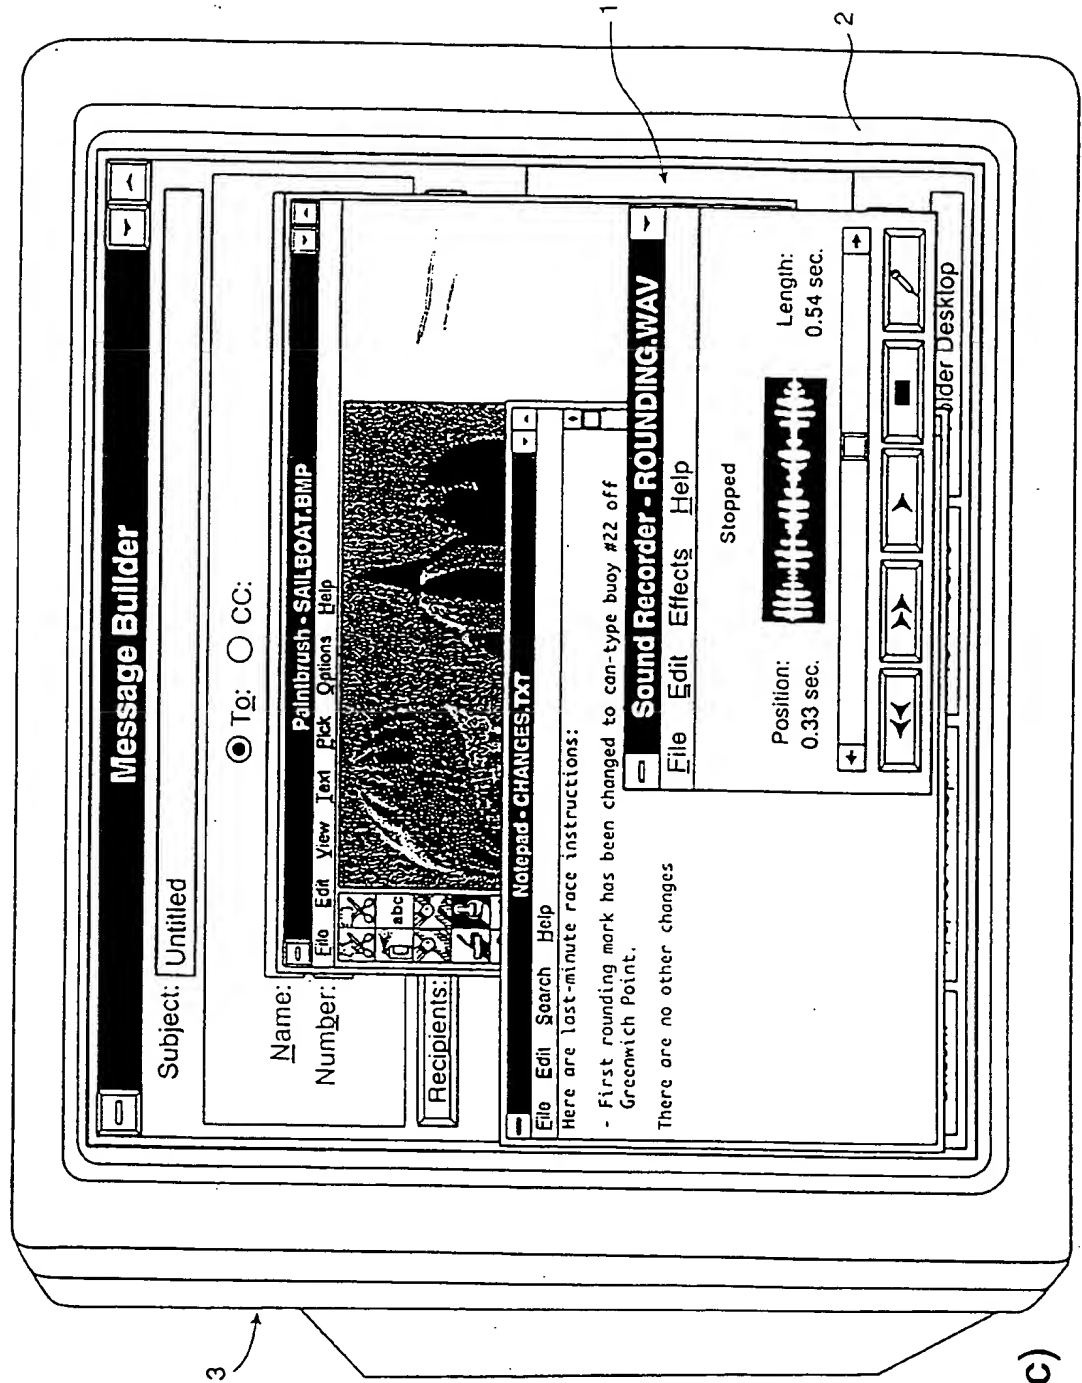 1
2
3
Message Builder
Subject: Untitled
To: CC:
Name:
Number:
Recipients:
Paintbrush - SAILBOAT.BMP
File Edit View Text Pick Options Help
abc
Notepad - CHANGES.TXT
File Edit Search Help
Here are last-minute race instructions:
- First rounding mark has been changed to can-type buoy #22 off
Greenwich Point.
There are no other changes
Sound Recorder - ROUNDING.WAV
File Edit Effects Help
Stopped
Position:
0.33 sec.
Length:
0.54 sec.
Desktop
c)